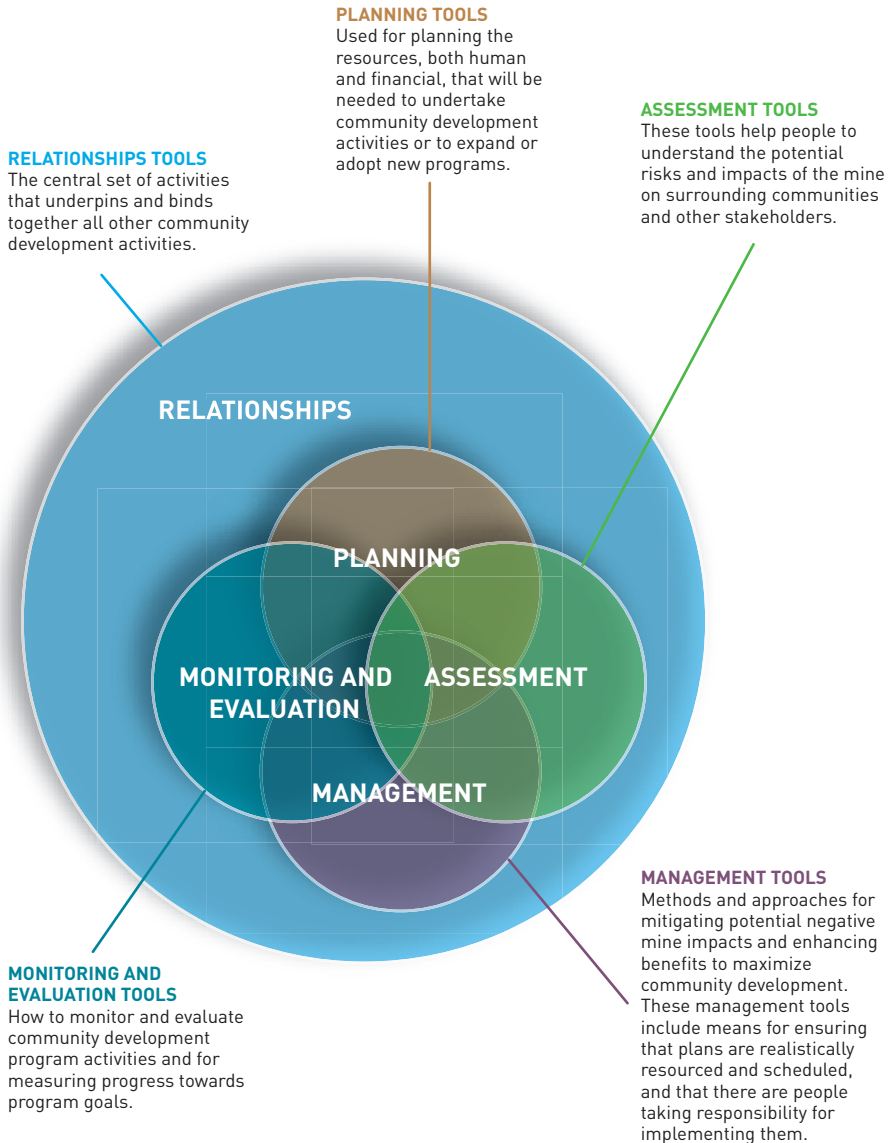 PLANNING TOOLS
Used for planning the
resources, both human
and financial, that will be
needed to undertake
community development
activities or to expand or
adopt new programs.
ASSESSMENT TOOLS
These tools help people to
understand the potential
risks and impacts of the mine
on surrounding communities
and other stakeholders.
RELATIONSHIPS TOOLS
The central set of activities
that underpins and binds
together all other community
development activities.
RELATIONSHIPS
PLANNING
MONITORING AND
EVALUATION
ASSESSMENT
MANAGEMENT
MANAGEMENT TOOLS
Methods and approaches for
mitigating potential negative
mine impacts and enhancing
benefits to maximize
community development.
These management tools
include means for ensuring
that plans are realistically
resourced and scheduled,
and that there are people
taking responsibility for
implementing them.
MONITORING AND
EVALUATION TOOLS
How to monitor and evaluate
community development
program activities and for
measuring progress towards
program goals.